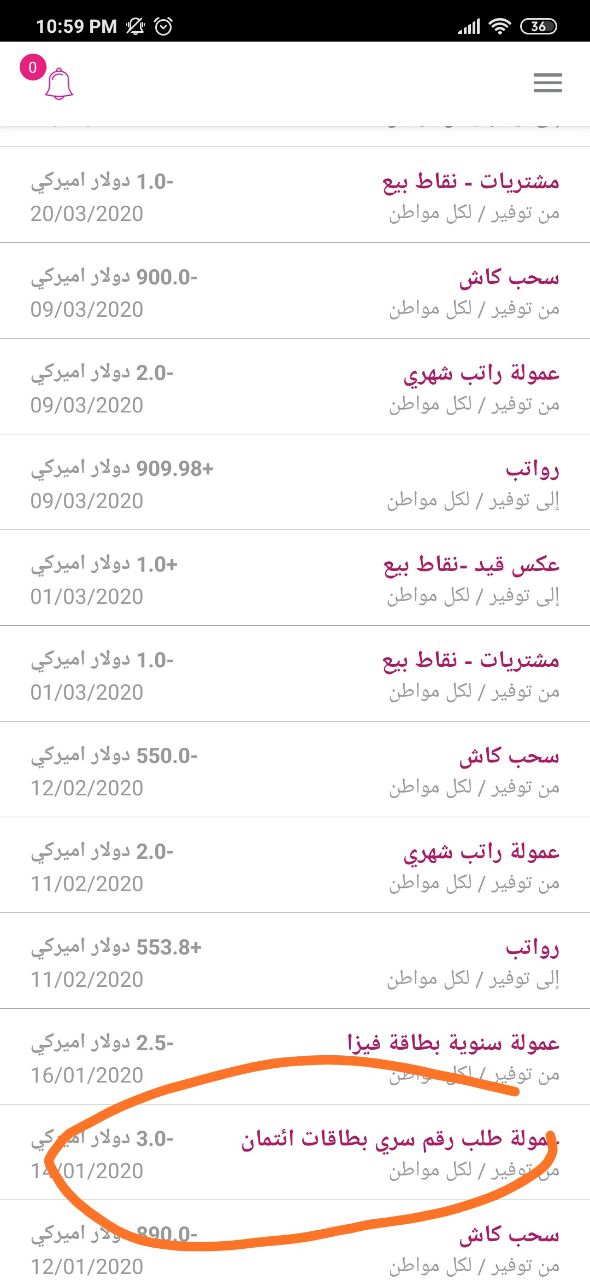 10:59 PM
36
0
مشتريات - نقاط بيع
-1.0 دولار اميركي
من توفير / لكل مواطن
20/03/2020
سحب كاش
-900.0 دولار اميركي
من توفير / لكل مواطن
09/03/2020
عمولة راتب شهري
-2.0 دولار اميركي
من توفير / لكل مواطن
09/03/2020
رواتب
+909.98 دولار اميركي
إلى توفير / لكل مواطن
09/03/2020
عكس قيد -نقاط بيع
+1.0 دولار اميركي
إلى توفير / لكل مواطن
01/03/2020
مشتريات - نقاط بيع
-1.0 دولار اميركي
من توفير / لكل مواطن
01/03/2020
سحب كاش
-550.0 دولار اميركي
من توفير / لكل مواطن
12/02/2020
عمولة راتب شهري
-2.0 دولار اميركي
من توفير / لكل مواطن
11/02/2020
رواتب
+553.8 دولار اميركي
إلى توفير / لكل مواطن
11/02/2020
عمولة سنوية بطاقة فيزا
-2.5 دولار اميركي
من توفير / لكل مواطن
16/01/2020
عمولة طلب رقم سري بطاقات ائتمان
-3.0 دولار اميركي
من توفير / لكل مواطن
14/01/2020
سحب كاش
-890.0 دولار اميركي
من توفير / لكل مواطن
12/01/2020